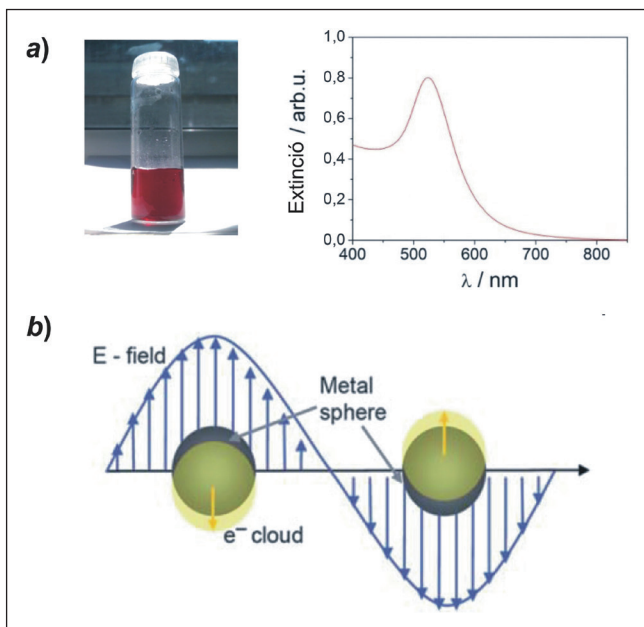 a)
Extinció / arb.u.
1,0
0,8
0,6
0,4
0,2
0,0
400 500 600 700 800
λ / nm
b)
E - field
Metal
sphere
e⁻ cloud